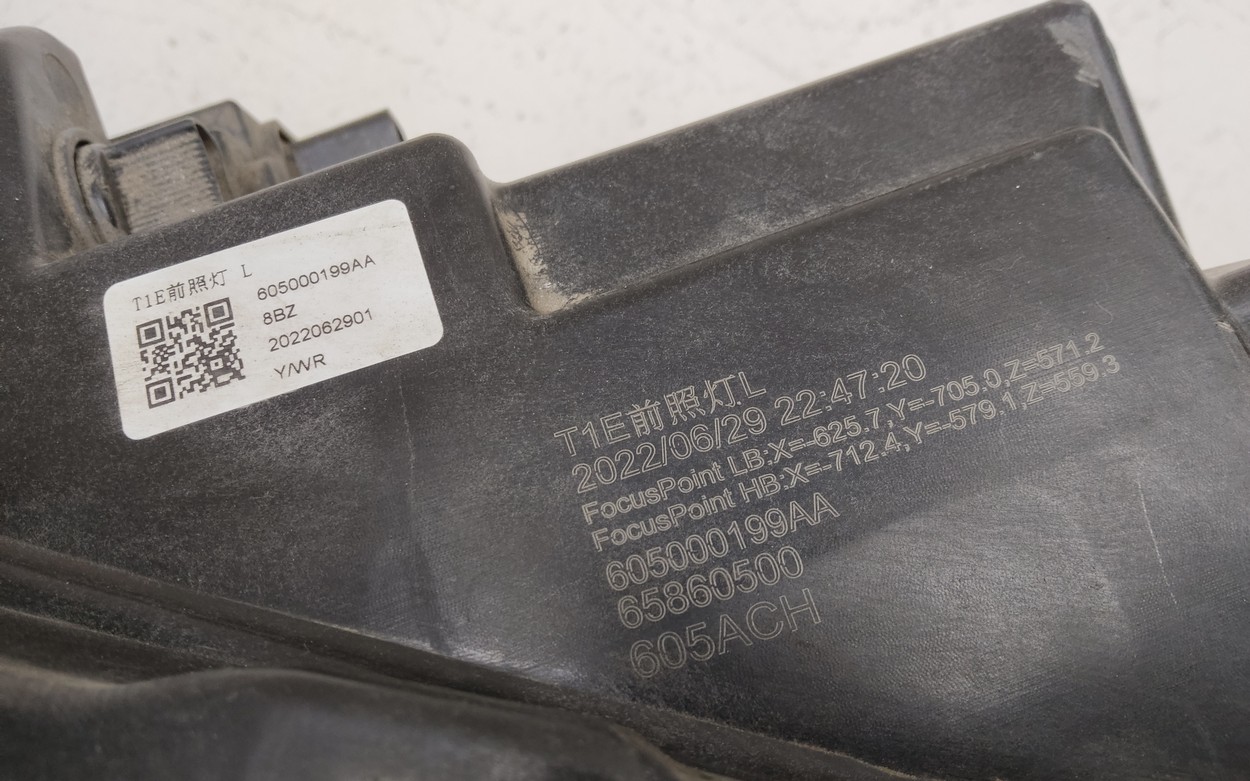 T1E前照灯 L
605000199AA
8BZ
2022062901
Y/WR
T1E前照灯L
2022/06/29 22:47:20
FocusPoint LB:X=-625.7,Y=-705.0,Z=571.2
FocusPoint HB:X=-712.4,Y=-579.1,Z=559.3
605000199AA
65860500
605ACH